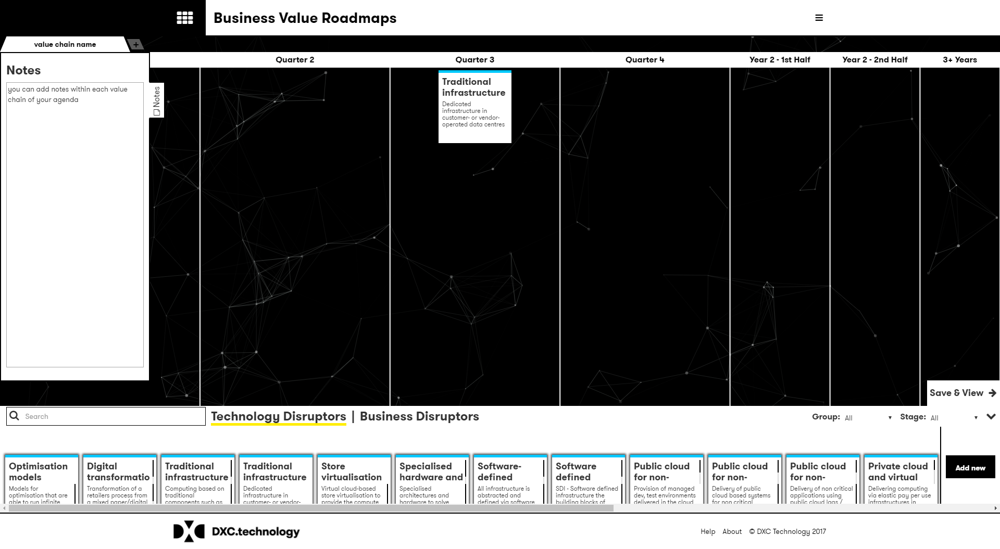 Business Value Roadmaps
value chain name
+
Quarter 2
Quarter 3
Quarter 4
Year 2 - 1st Half
Year 2 - 2nd Half
3+ Years
Notes
you can add notes within each value
chain of your agenda
Notes
Traditional
infrastructure
Dedicated
infrastructure in
customer- or vendor-
operated data centres
Save & View
Search
Technology Disruptors | Business Disruptors
Group: All
Stage: All
Optimisation
models
Models for
optimisation that are
able to run infinite
Digital
transformatio
Transformation of a
retailers process from
a mixed paper/digital
Traditional
infrastructure
Computing based on
traditional
components such as
Traditional
infrastructure
Dedicated
infrastructure in
customer- or vendor-
Store
virtualisation
Virtual cloud-based
store virtualisation to
provide the compute
Specialised
hardware and
Specialised
architectures and
hardware to solve
Software-
defined
All infrastructure is
abstracted and
defined via software
Software
defined
SDI - Software defined
infrastructure the
building blocks of
Public cloud
for non-
Provision of managed
dev, test environments
delivered in the cloud
Public cloud
for non-
Delivery of public
cloud based systems
for non critical
Public cloud
for non-
Delivery of non critical
applications using
public cloud Iaas /
Private cloud
and virtual
Delivering computing
via elastic pay per use
infrastructures in
Add new
DXC.technology
Help About © DXC Technology 2017